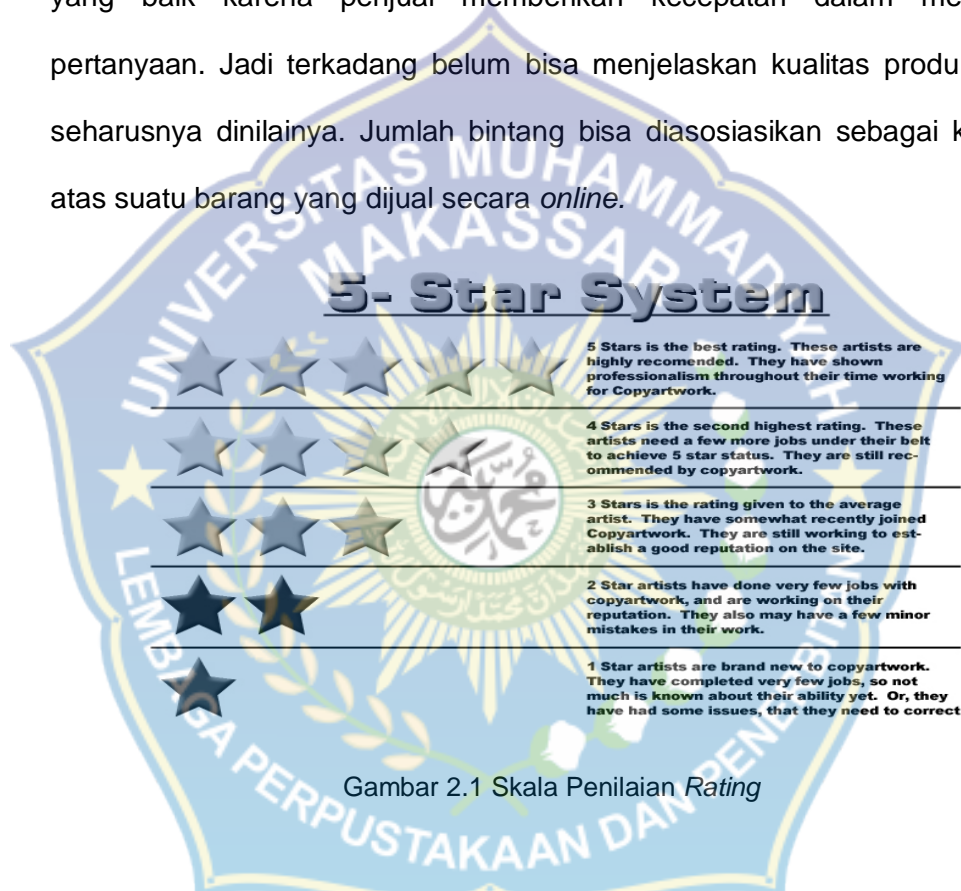 yang baik karena penjual memberikan kecepatan dalam me
pertanyaan. Jadi terkadang belum bisa menjelaskan kualitas produ
seharusnya dinilainya. Jumlah bintang bisa diasosiasikan sebagai k
atas suatu barang yang dijual secara online.
UNIVERSITAS MUHAMMADIYAH
MAKASSAR
5- Star System
5 Stars is the best rating. These artists are
highly recomended. They have shown
professionalism throughout their time working
for Copyartwork.
4 Stars is the second highest rating. These
artists need a few more jobs under their belt
to achieve 5 star status. They are still rec-
ommended by copyartwork.
3 Stars is the rating given to the average
artist. They have somewhat recently joined
Copyartwork. They are still working to est-
ablish a good reputation on the site.
2 Star artists have done very few jobs with
copyartwork, and are working on their
reputation. They also may have a few minor
mistakes in their work.
1 Star artists are brand new to copyartwork.
They have completed very few jobs, so not
much is known about their ability yet. Or, they
have had some issues, that they need to correct
Gambar 2.1 Skala Penilaian Rating
LEMBAGA PERPUSTAKAAN DAN PENERBITAN